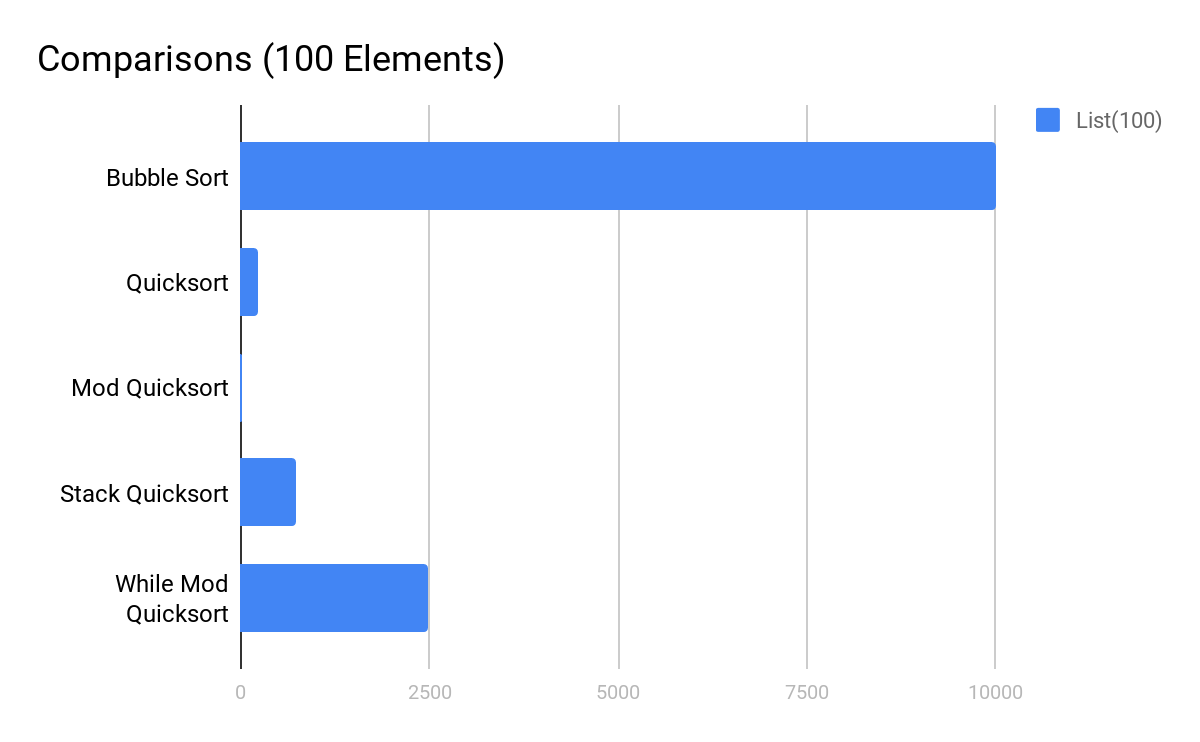 Comparisons (100 Elements)
List(100)
Bubble Sort
Quicksort
Mod Quicksort
Stack Quicksort
While Mod
Quicksort
0 2500 5000 7500 10000